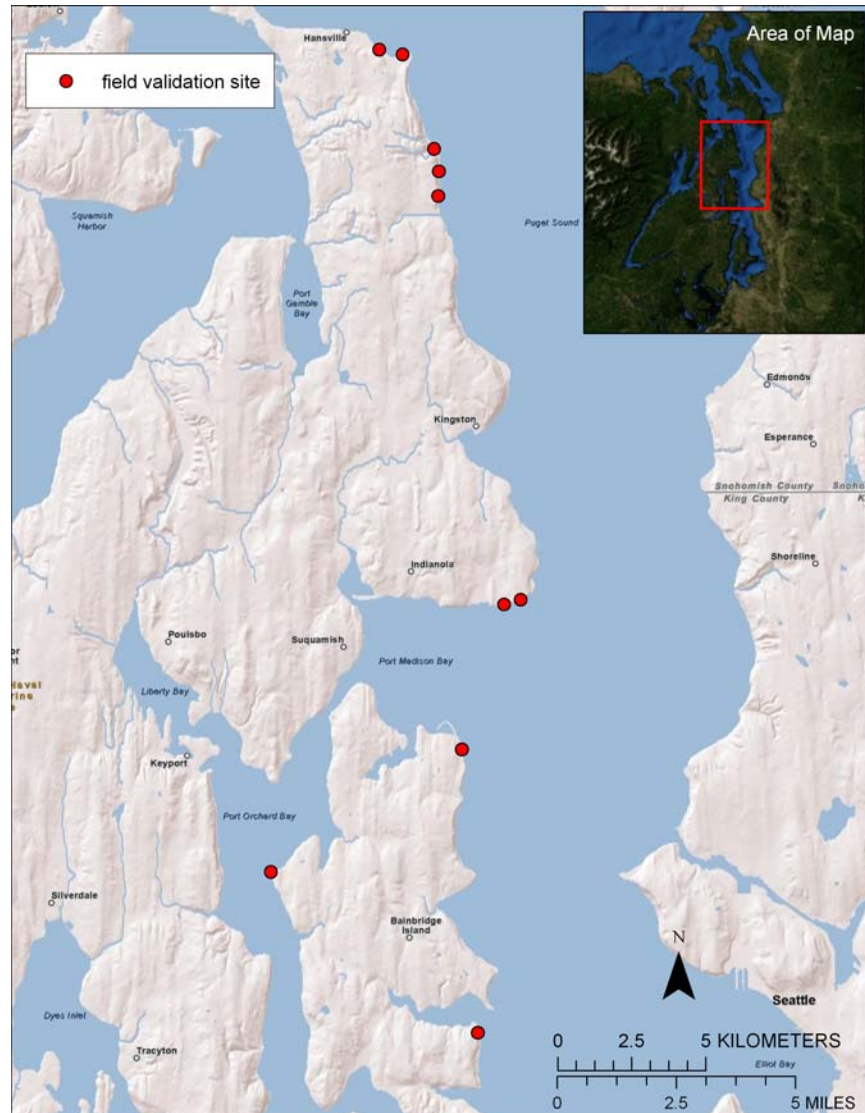 Hansville
field validation site
Area of Map
Squamish
Harbor
Puget Sound
Port
Gamble
Bay
Edmonds
Kingston
Esperance
Snohomish County
King County
Shoreline
Indianola
Poulsbo
Suquamish
Port Madison Bay
Liberty Bay
Keyport
Port Orchard Bay
Silverdale
Bainbridge
Island
N
Seattle
Dyes Inlet
Tracyton
0 2.5 5 KILOMETERS
Elliot Bay
0 2.5 5 MILES